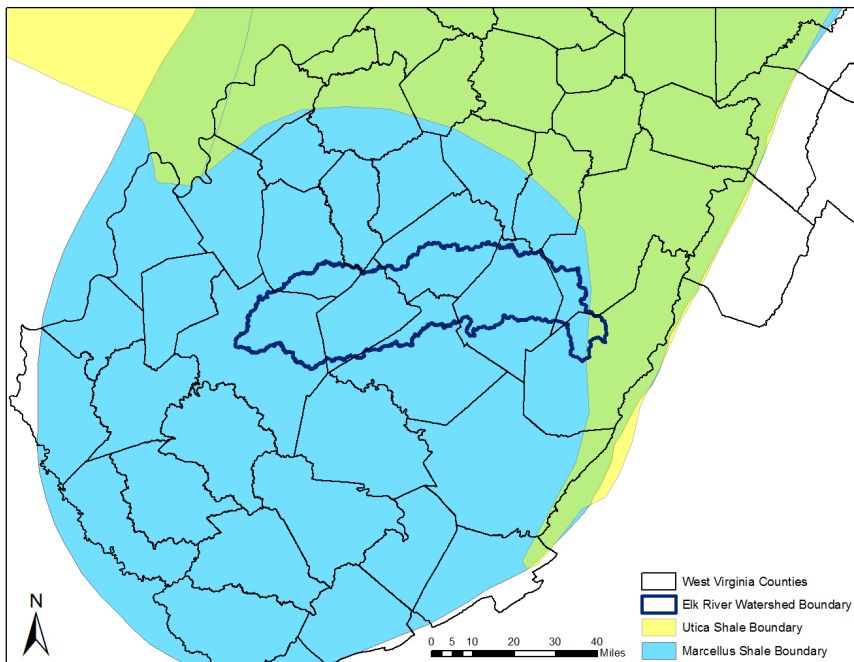 N
0 5 10 20 30 40
Miles
West Virginia Counties
Elk River Watershed Boundary
Utica Shale Boundary
Marcellus Shale Boundary